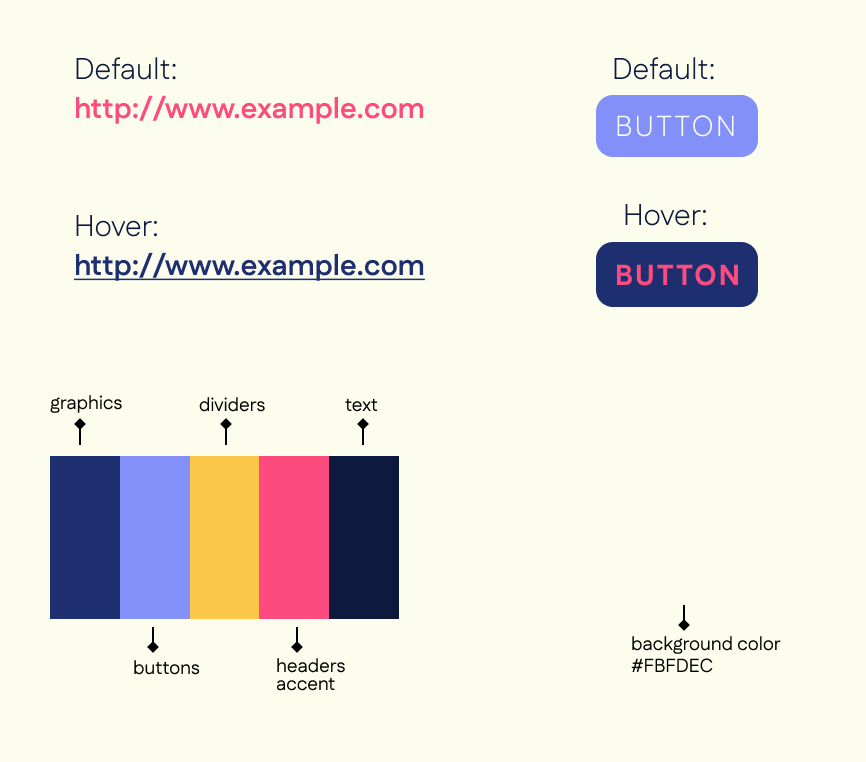 Default:
http://www.example.com
Default:
BUTTON
Hover:
http://www.example.com
Hover:
BUTTON
graphics
dividers
text
buttons
headers
accent
background color
#FBFDEC